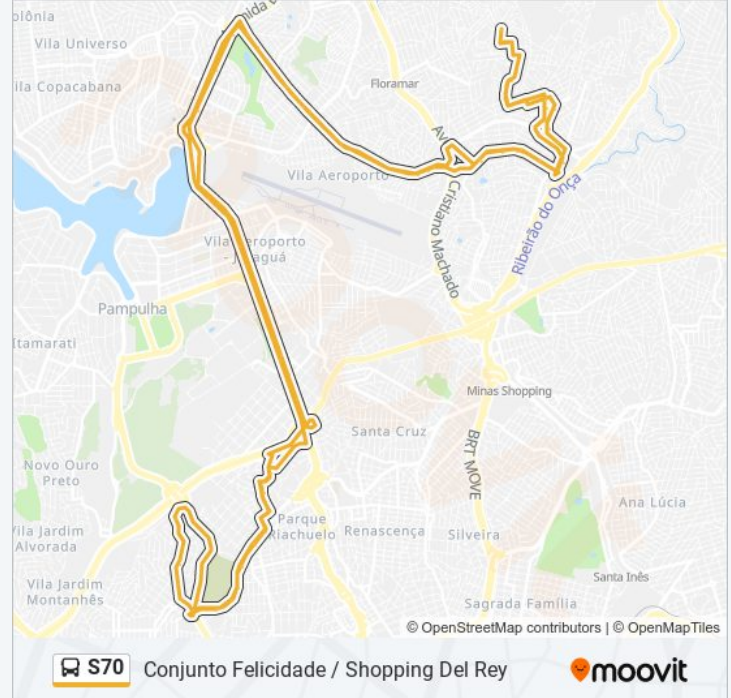 olônia
enida
Vila Universo
ila Copacabana
Floramar
Av
Cristiano Machado
Vila Aeroporto
Ribeirão do Onça
Vila Aeroporto
- Jaraguá
Pampulha
Itamarati
Minas Shopping
Santa Cruz
BRT MOVE
Novo Ouro
Preto
Ana Lúcia
Parque
Riachuelo
Renascença
Silveira
Vila Jardim
Alvorada
Santa Inês
Vila Jardim
Montanhês
Sagrada Família
© OpenStreetMap contributors | © OpenMapTiles
S70
Conjunto Felicidade / Shopping Del Rey
moovit